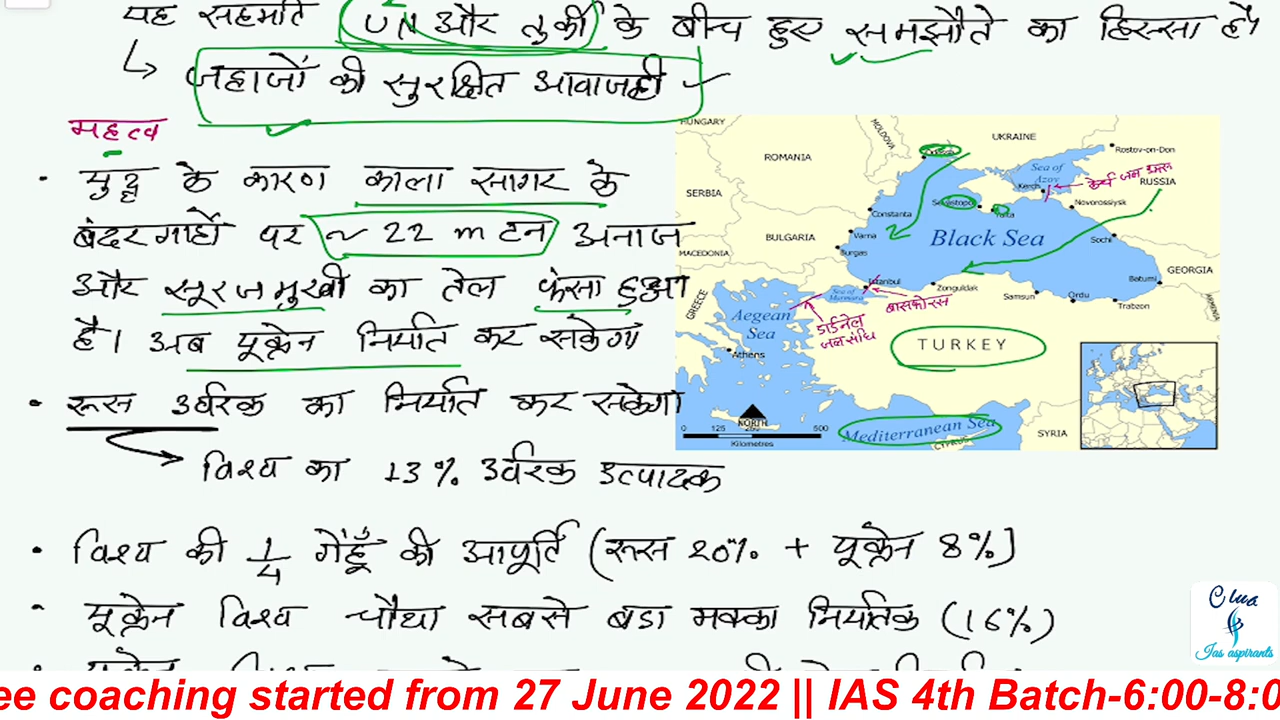 यह सहमति UN और तुर्की के बीच हुए समझौते का हिस्सा है।
जहाजों की सुरक्षित आवाजाही
महत्व
युद्ध के कारण काला सागर के
बंदरगाहों पर ~ 22 m टन अनाज
और सूरजमुखी का तेल फंसा हुआ
है। अब यूक्रेन निर्यात कर सकेगा
रूस उर्वरक का निर्यात कर सकेगा
विश्व का 13% उर्वरक उत्पादक
विश्व की 1/4 गेंहूँ की आपूर्ति (रूस 20% + यूक्रेन 8%)
यूक्रेन विश्व चौथा सबसे बडा मक्का निर्यातक (16%)
HUNGARY
MOLDOVA
UKRAINE
ROMANIA
Rostov-on-Don
Sea of
Azov
RUSSIA
SERBIA
Kerch
Sevastopol
Yalta
Novorossiysk
Constanta
Varna
BULGARIA
Black Sea
Sochi
Burgas
MACEDONIA
GEORGIA
Istanbul
Batumi
Zonguldak
Sea of
Marmara
Samsun
Ordu
Trabzon
ARMENIA
GREECE
Aegean
Sea
बासफोरस
डार्डनेल
जलसंधि
TURKEY
Athens
NORTH
0 125 250 500
Kilometres
Mediterranean Sea
CYPRUS
SYRIA
Clue
Ias aspirants
ee coaching started from 27 June 2022 || IAS 4th Batch-6:00-8:0